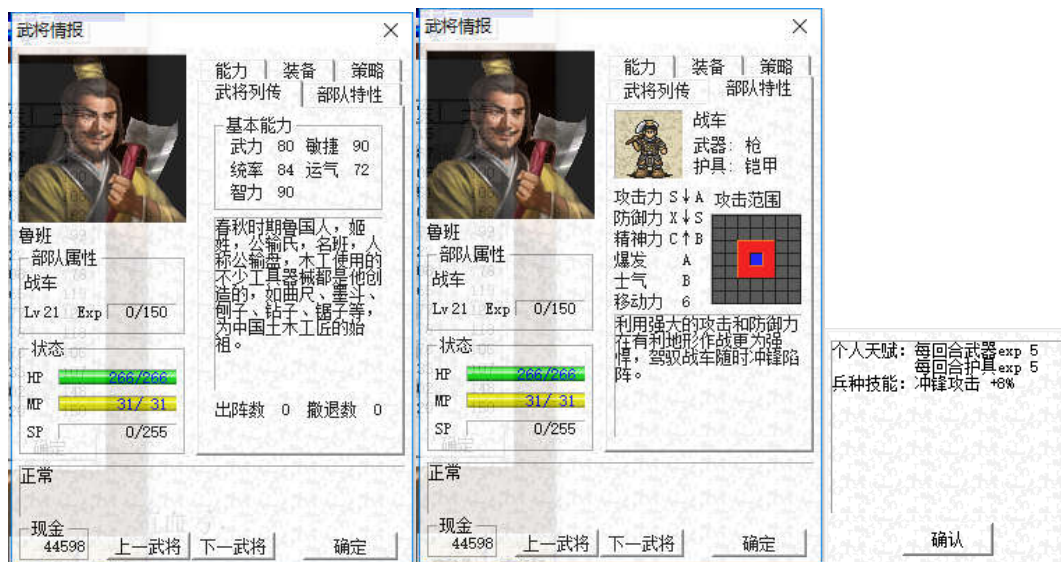 武将情报
能力 装备 策略
武将列传 部队特性
基本能力
武力 80 敏捷 90
统率 84 运气 72
智力 90
春秋时期鲁国人，姬
姓，公输氏，名班，人
称公输盘，木工使用的
不少工具器械都是他创
造的，如曲尺、墨斗、
刨子、钻子、锯子等，
为中国土木工匠的始
祖。
出阵数 0 撤退数 0
鲁班
部队属性
战车
Lv 21 Exp 0/150
状态
HP 266/266
MP 31/ 31
SP 0/255
正常
现金
44598 上一武将 下一武将 确定
武将情报
能力 装备 策略
武将列传 部队特性
战车
武器: 枪
护具: 铠甲
攻击力 S↓A 攻击范围
防御力 X↓S
精神力 C↑B
爆发 A
士气 B
移动力 6
利用强大的攻击和防御力
在有利地形作战更为强
悍，驾驭战车随时冲锋陷
阵。
鲁班
部队属性
战车
Lv 21 Exp 0/150
状态
HP 266/266
MP 31/ 31
SP 0/255
正常
现金
44598 上一武将 下一武将 确定
个人天赋: 每回合武器exp 5
每回合护具exp 5
兵种技能: 冲锋攻击 +8%
确认